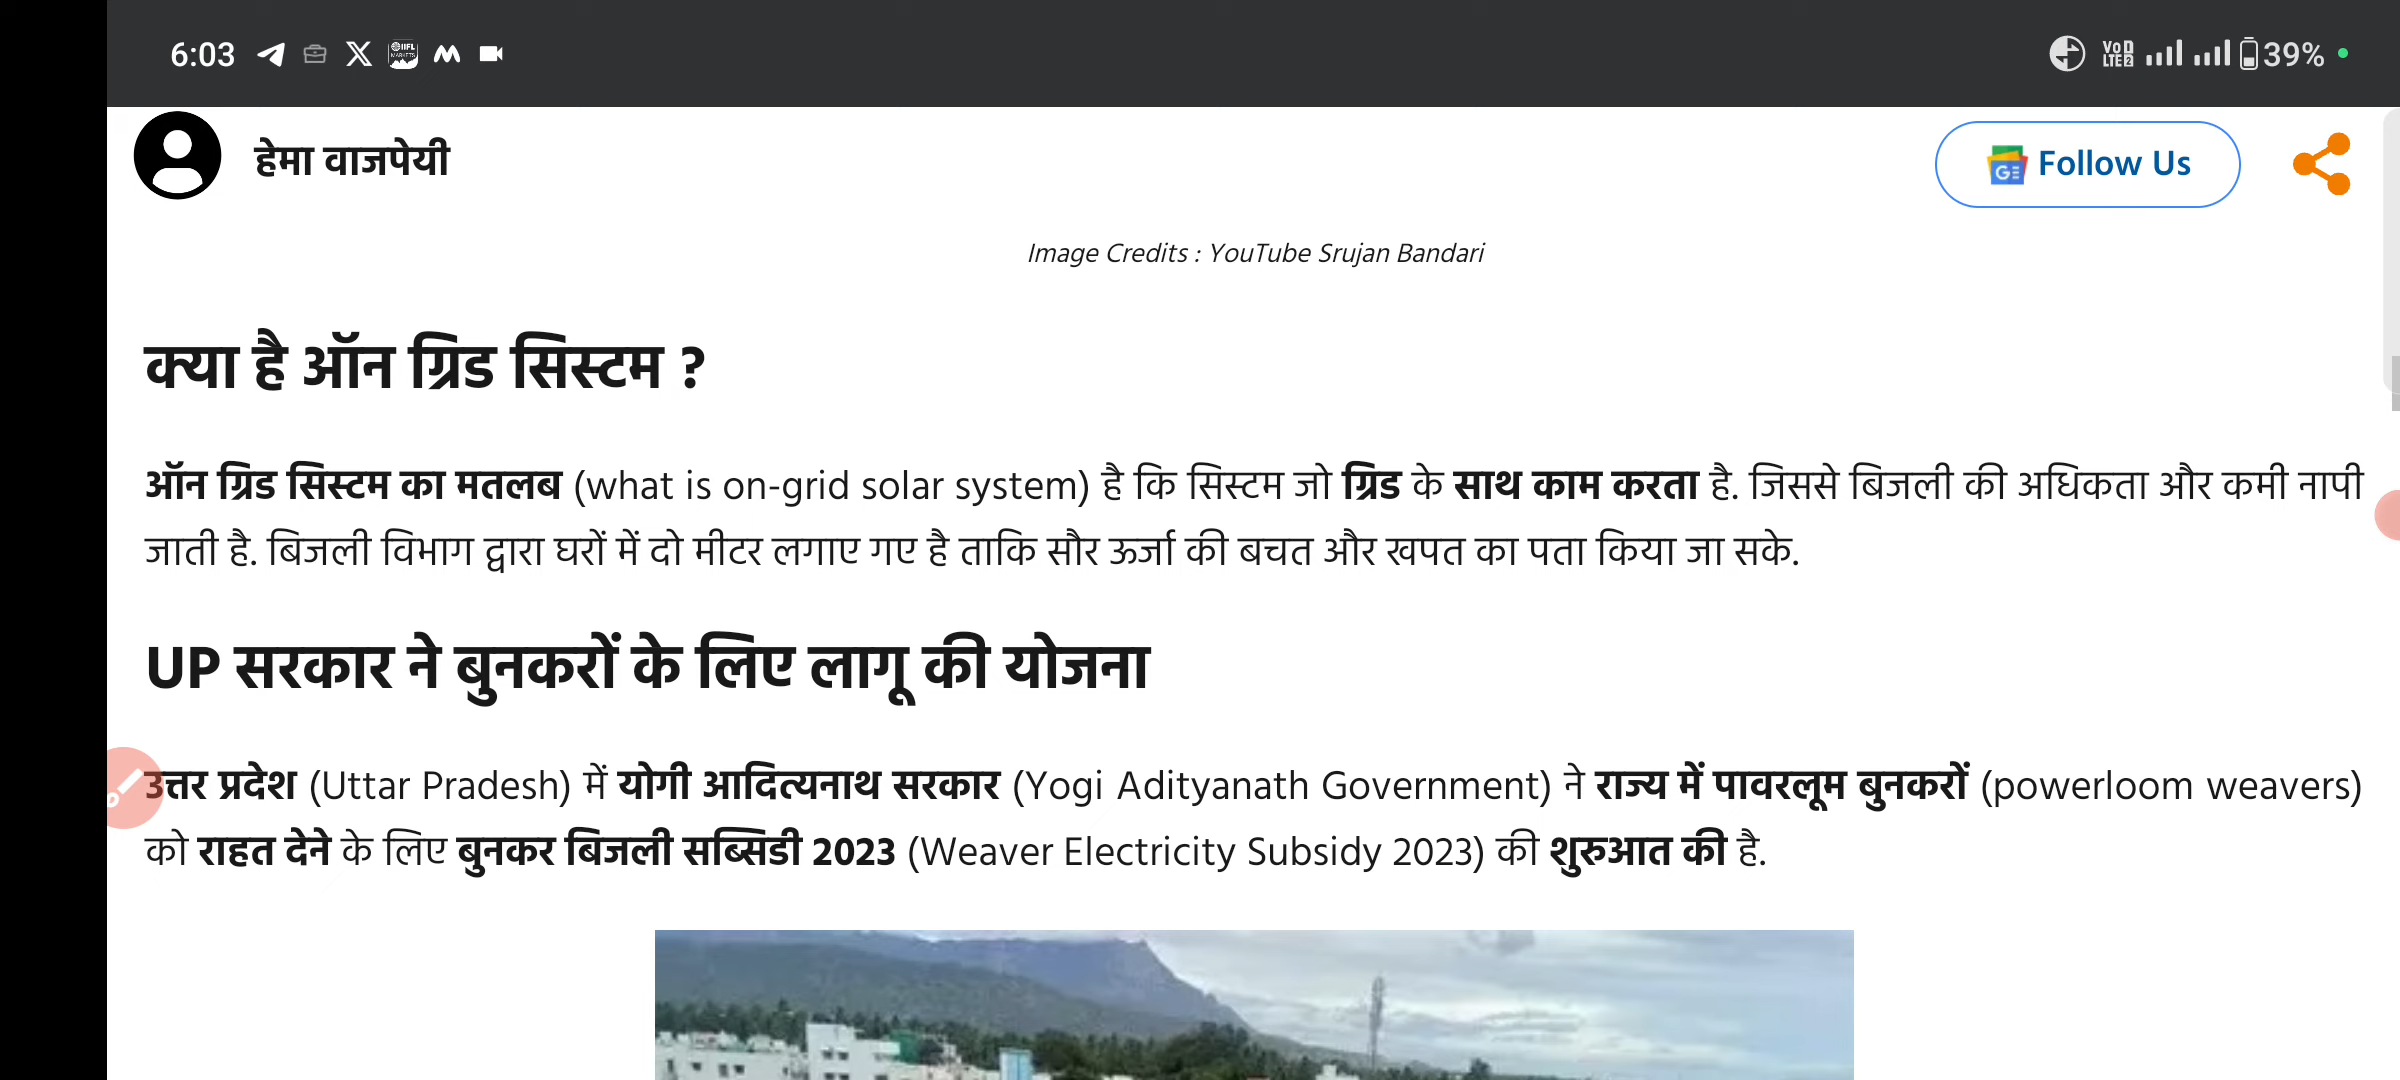 6:03
VoLTE2 39%
हेमा वाजपेयी
GE Follow Us
Image Credits : YouTube Srujan Bandari
क्या है ऑन ग्रिड सिस्टम ?
ऑन ग्रिड सिस्टम का मतलब (what is on-grid solar system) है कि सिस्टम जो ग्रिड के साथ काम करता है. जिससे बिजली की अधिकता और कमी नापी
जाती है. बिजली विभाग द्वारा घरों में दो मीटर लगाए गए है ताकि सौर ऊर्जा की बचत और खपत का पता किया जा सके.
UP सरकार ने बुनकरों के लिए लागू की योजना
उत्तर प्रदेश (Uttar Pradesh) में योगी आदित्यनाथ सरकार (Yogi Adityanath Government) ने राज्य में पावरलूम बुनकरों (powerloom weavers)
को राहत देने के लिए बुनकर बिजली सब्सिडी 2023 (Weaver Electricity Subsidy 2023) की शुरुआत की है.